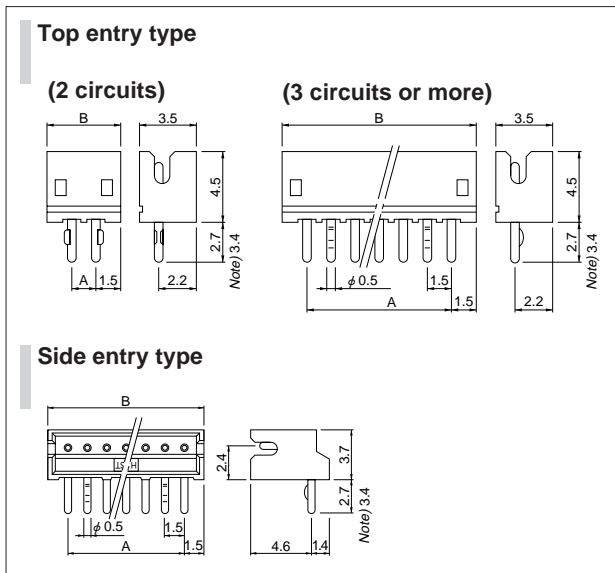 Top entry type
(2 circuits)
(3 circuits or more)
B
3.5
B
3.5
4.5
4.5
2.7
Note) 3.4
2.7
Note) 3.4
A
1.5
2.2
φ 0.5
1.5
2.2
A
1.5
Side entry type
B
2.4
3.7
2.7
Note) 3.4
φ 0.5
1.5
A
1.5
4.6
1.4